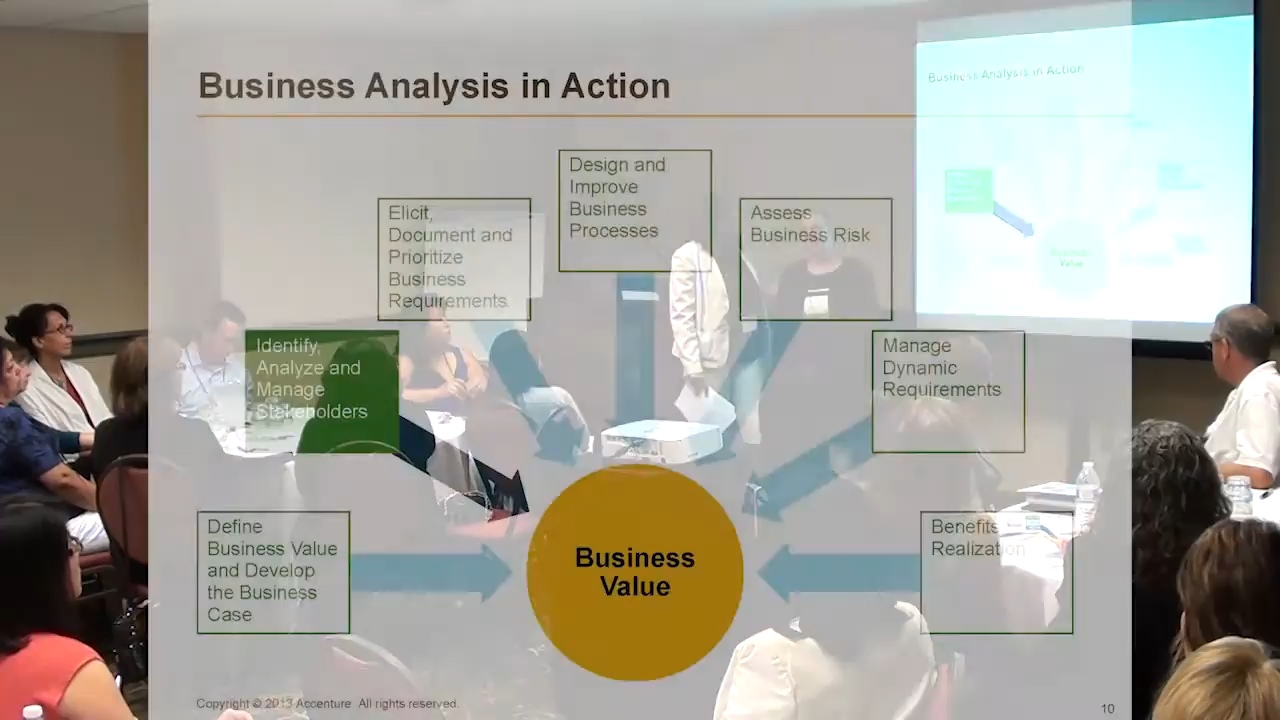 Business Analysis in Action
Business Analysis in Action
Design and
Improve
Business
Processes
Elicit,
Document and
Prioritize
Business
Requirements
Assess
Business Risk
Identify,
Analyze and
Manage
Stakeholders
Manage
Dynamic
Requirements
Business
Value
Define
Business Value
and Develop
the Business
Case
Benefits
Realization
Business
Value
Copyright © 2013 Accenture All rights reserved.
10